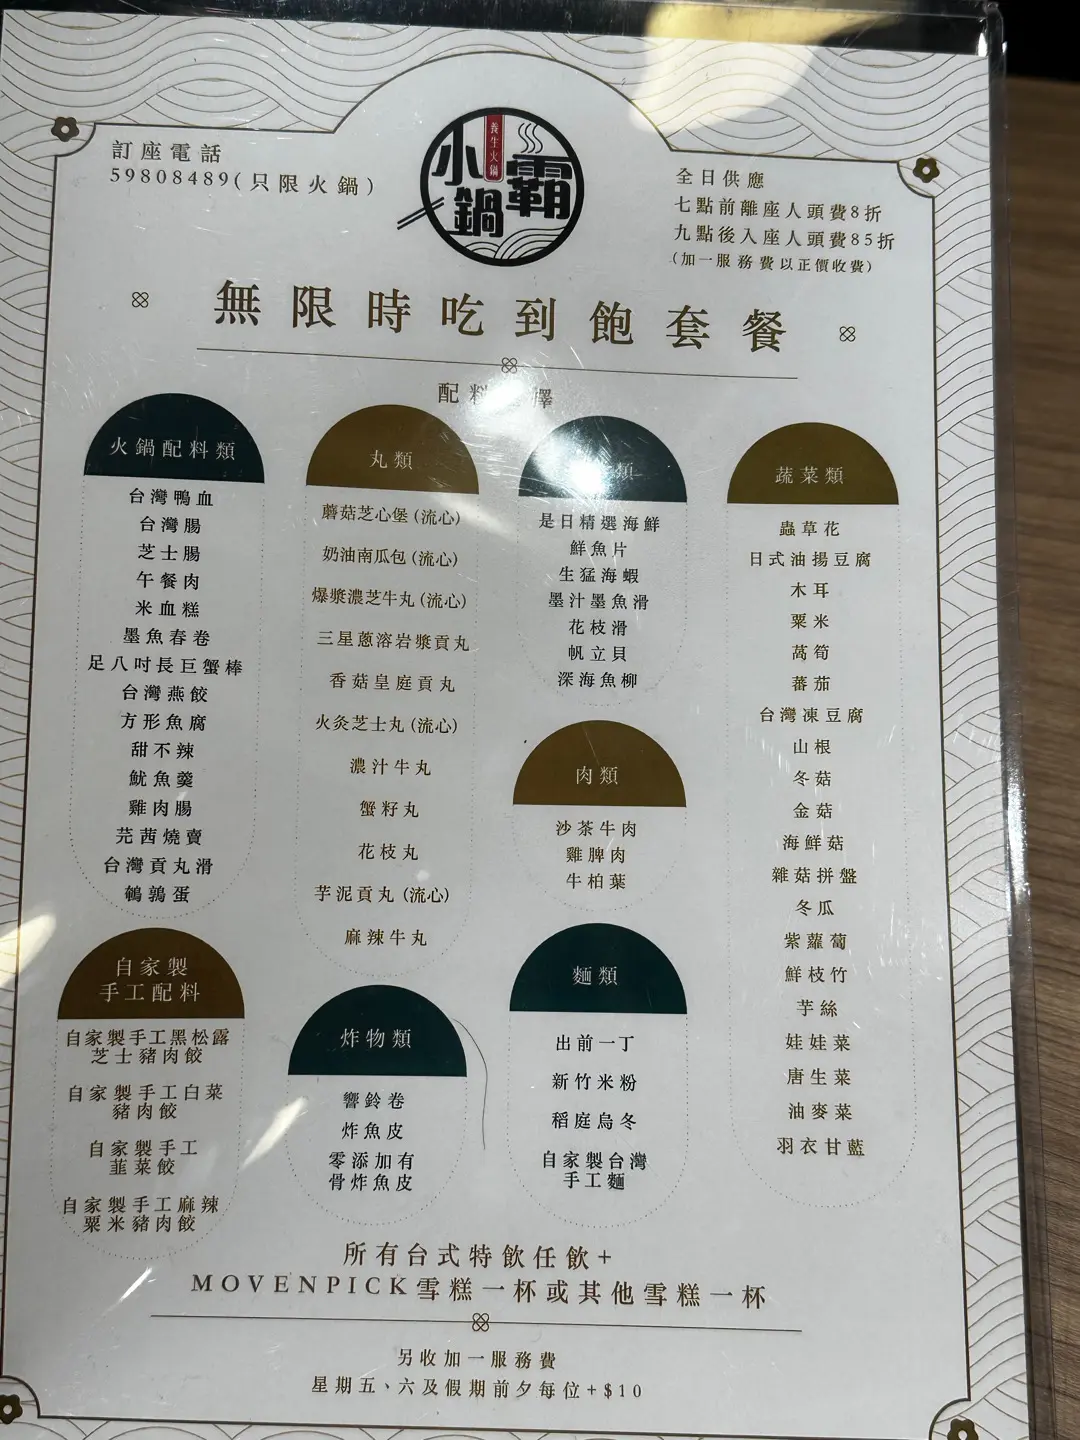 訂座電話
59808489(只限火鍋)
養生火鍋
小鍋霸
全日供應
七點前離座人頭費8折
九點後入座人頭費85折
(加一服務費以正價收費)
無限時吃到飽套餐
配料 擇
火鍋配料類
台灣鴨血
台灣腸
芝士腸
午餐肉
米血糕
墨魚春卷
足八吋長巨蟹棒
台灣燕餃
方形魚腐
甜不辣
魷魚羹
雞肉腸
芫茜燒賣
台灣貢丸滑
鵪鶉蛋
自家製
手工配料
自家製手工黑松露
芝士豬肉餃
自家製手工白菜
豬肉餃
自家製手工
韮菜餃
自家製手工麻辣
粟米豬肉餃
丸類
蘑菇芝心堡(流心)
奶油南瓜包(流心)
爆漿濃芝牛丸(流心)
三星蔥溶岩漿貢丸
香菇皇庭貢丸
火灸芝士丸(流心)
濃汁牛丸
蟹籽丸
花枝丸
芋泥貢丸(流心)
麻辣牛丸
炸物類
響鈴卷
炸魚皮
零添加有
骨炸魚皮
類
是日精選海鮮
鮮魚片
生猛海蝦
墨汁墨魚滑
花枝滑
帆立貝
深海魚柳
肉類
沙茶牛肉
雞脾肉
牛柏葉
麵類
出前一丁
新竹米粉
稻庭烏冬
自家製台灣
手工麵
蔬菜類
蟲草花
日式油揚豆腐
木耳
粟米
萵筍
蕃茄
台灣凍豆腐
山根
冬菇
金菇
海鮮菇
雜菇拼盤
冬瓜
紫蘿蔔
鮮枝竹
芋絲
娃娃菜
唐生菜
油麥菜
羽衣甘藍
所有台式特飲任飲+
MOVENPICK雪糕一杯或其他雪糕一杯
另收加一服務費
星期五、六及假期前夕每位+$10